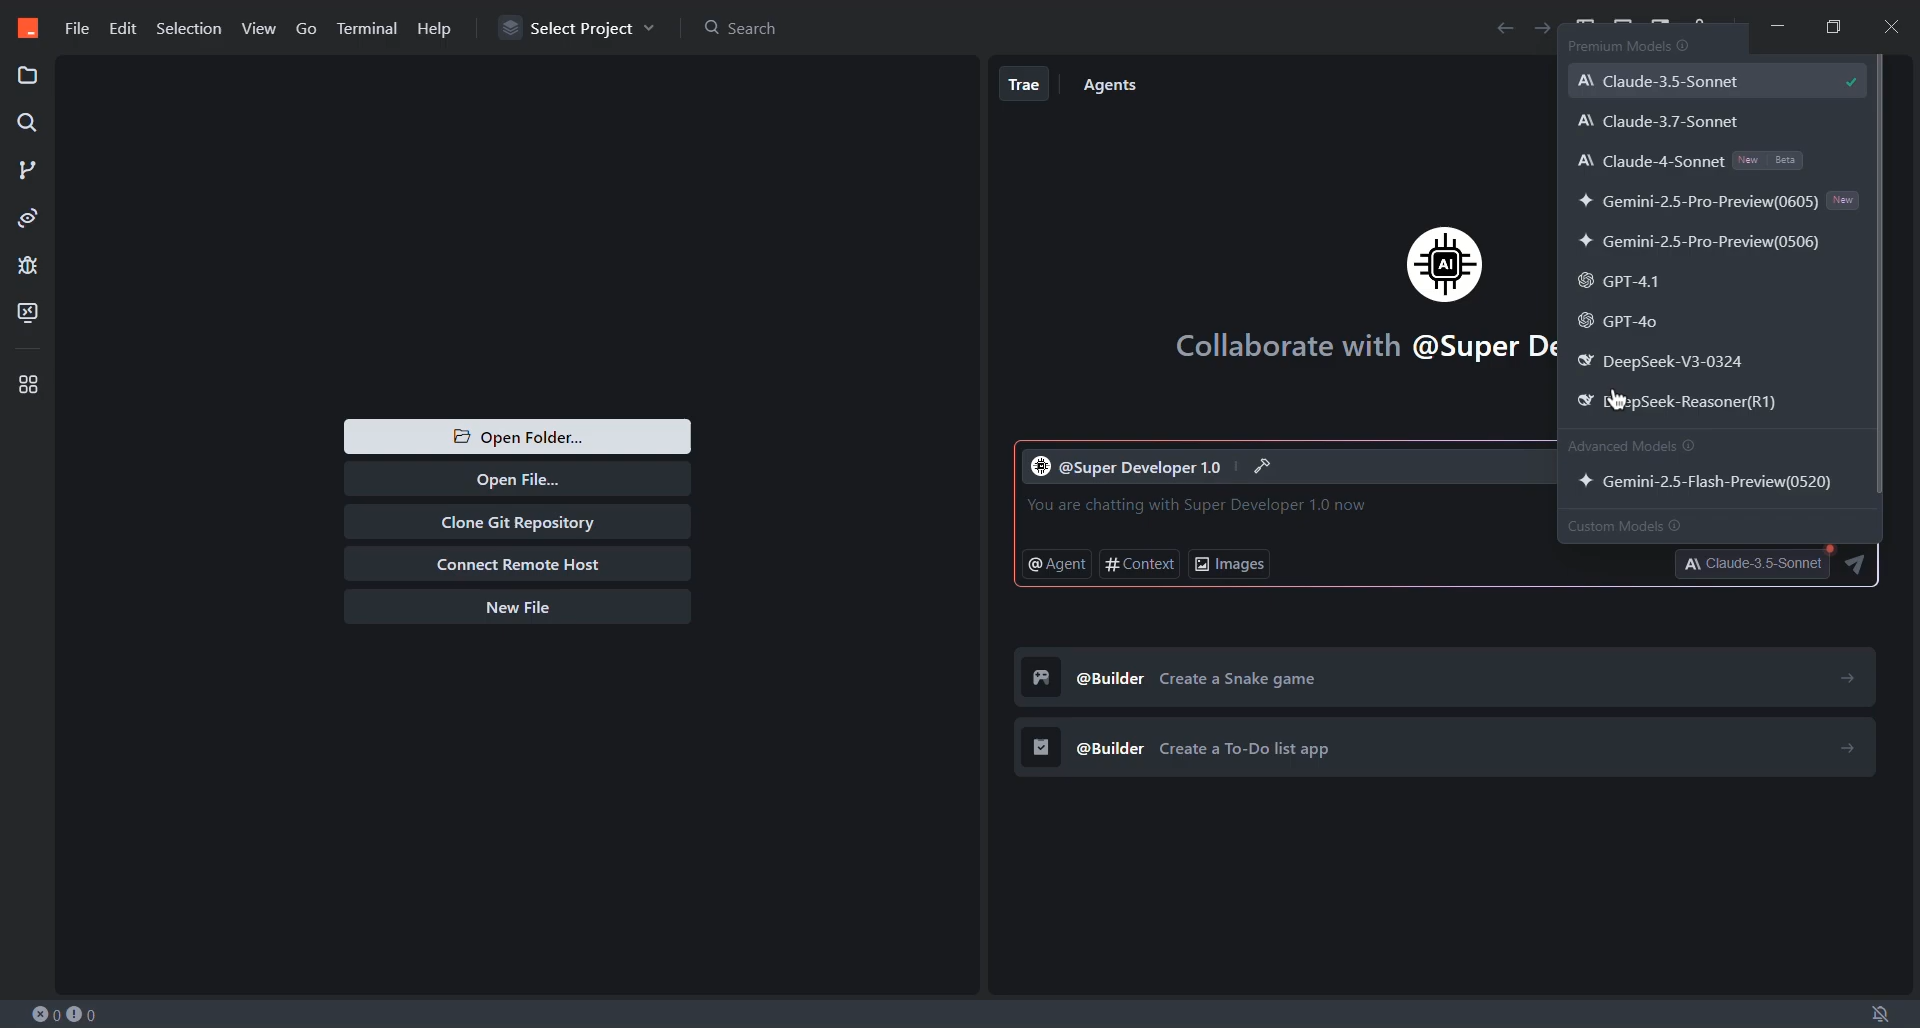 File Edit Selection View Go Terminal Help Select Project Search
Trae Agents
Premium Models
Claude-3.5-Sonnet
Claude-3.7-Sonnet
Claude-4-Sonnet New Beta
Gemini-2.5-Pro-Preview(0605) New
Gemini-2.5-Pro-Preview(0506)
GPT-4.1
GPT-4o
DeepSeek-V3-0324
Advanced Models
Gemini-2.5-Flash-Preview(0520)
Custom Models
AI
Collaborate with @Super
Open Folder...
Open File...
Clone Git Repository
Connect Remote Host
New File
@Super Developer 1.0
You are chatting with Super Developer 1.0 now
@ Agent # Context Images Claude-3.5-Sonnet
@Builder Create a Snake game
@Builder Create a To-Do list app
0 0